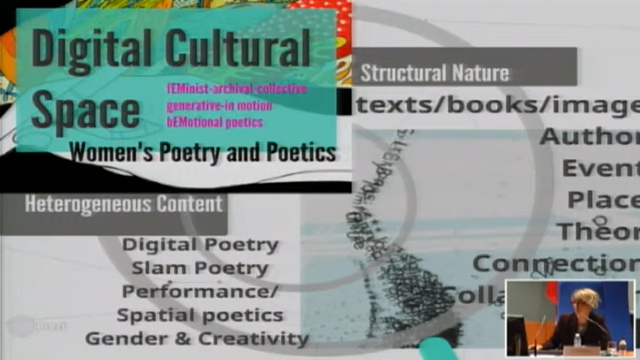 Digital Cultural
Space
fEMinist-archival-collective
generative-in motion
bEMotional poetics
Women's Poetry and Poetics
Structural Nature
texts/books/image
Author
Event
Place
Theor
Connection
Colla
Heterogeneous Content
Digital Poetry
Slam Poetry
Performance/
Spatial poetics
Gender & Creativity